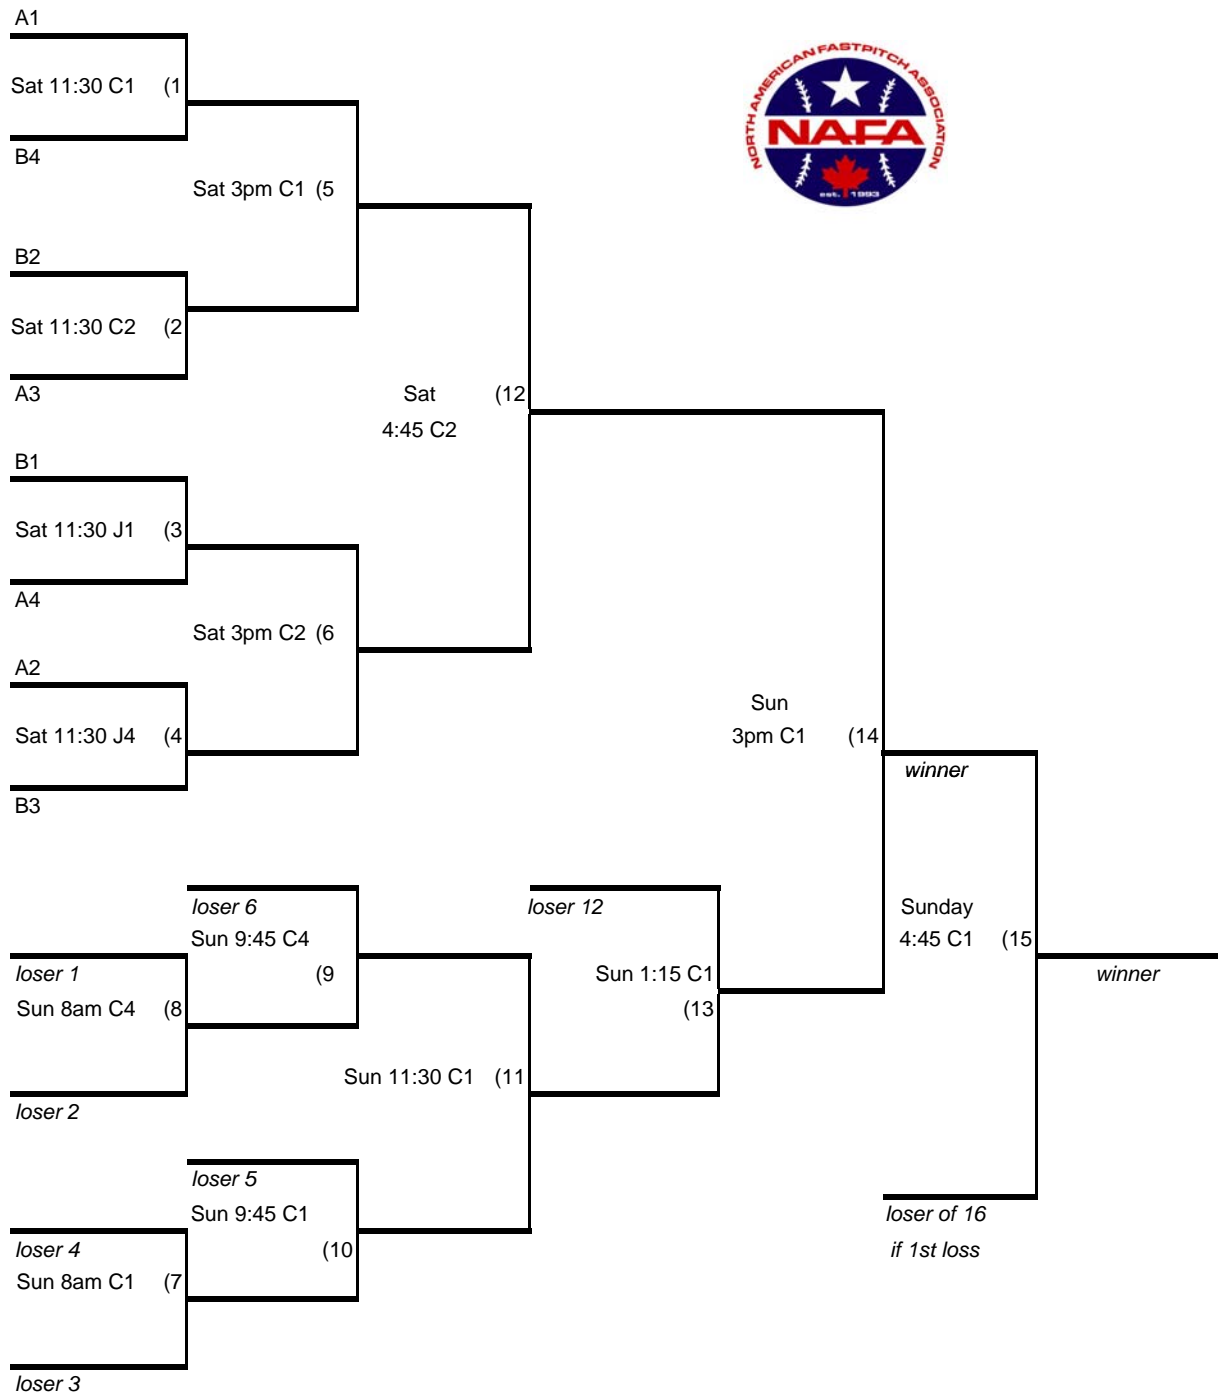 A1
Sat 11:30 C1 (1
B4
Sat 3pm C1 (5
B2
Sat 11:30 C2 (2
A3
Sat (12
4:45 C2
B1
Sat 11:30 J1 (3
A4
Sat 3pm C2 (6
A2
Sat 11:30 J4 (4
B3
NORTH AMERICAN FASTPITCH ASSOCIATION
NAFA
est. 1993
Sun
3pm C1 (14
winner
loser 6
Sun 9:45 C4
(9
loser 1
Sun 8am C4 (8
loser 2
loser 12
Sun 1:15 C1
(13
Sunday
4:45 C1 (15
winner
Sun 11:30 C1 (11
loser 5
Sun 9:45 C1
(10
loser 4
Sun 8am C1 (7
loser 3
loser of 16
if 1st loss